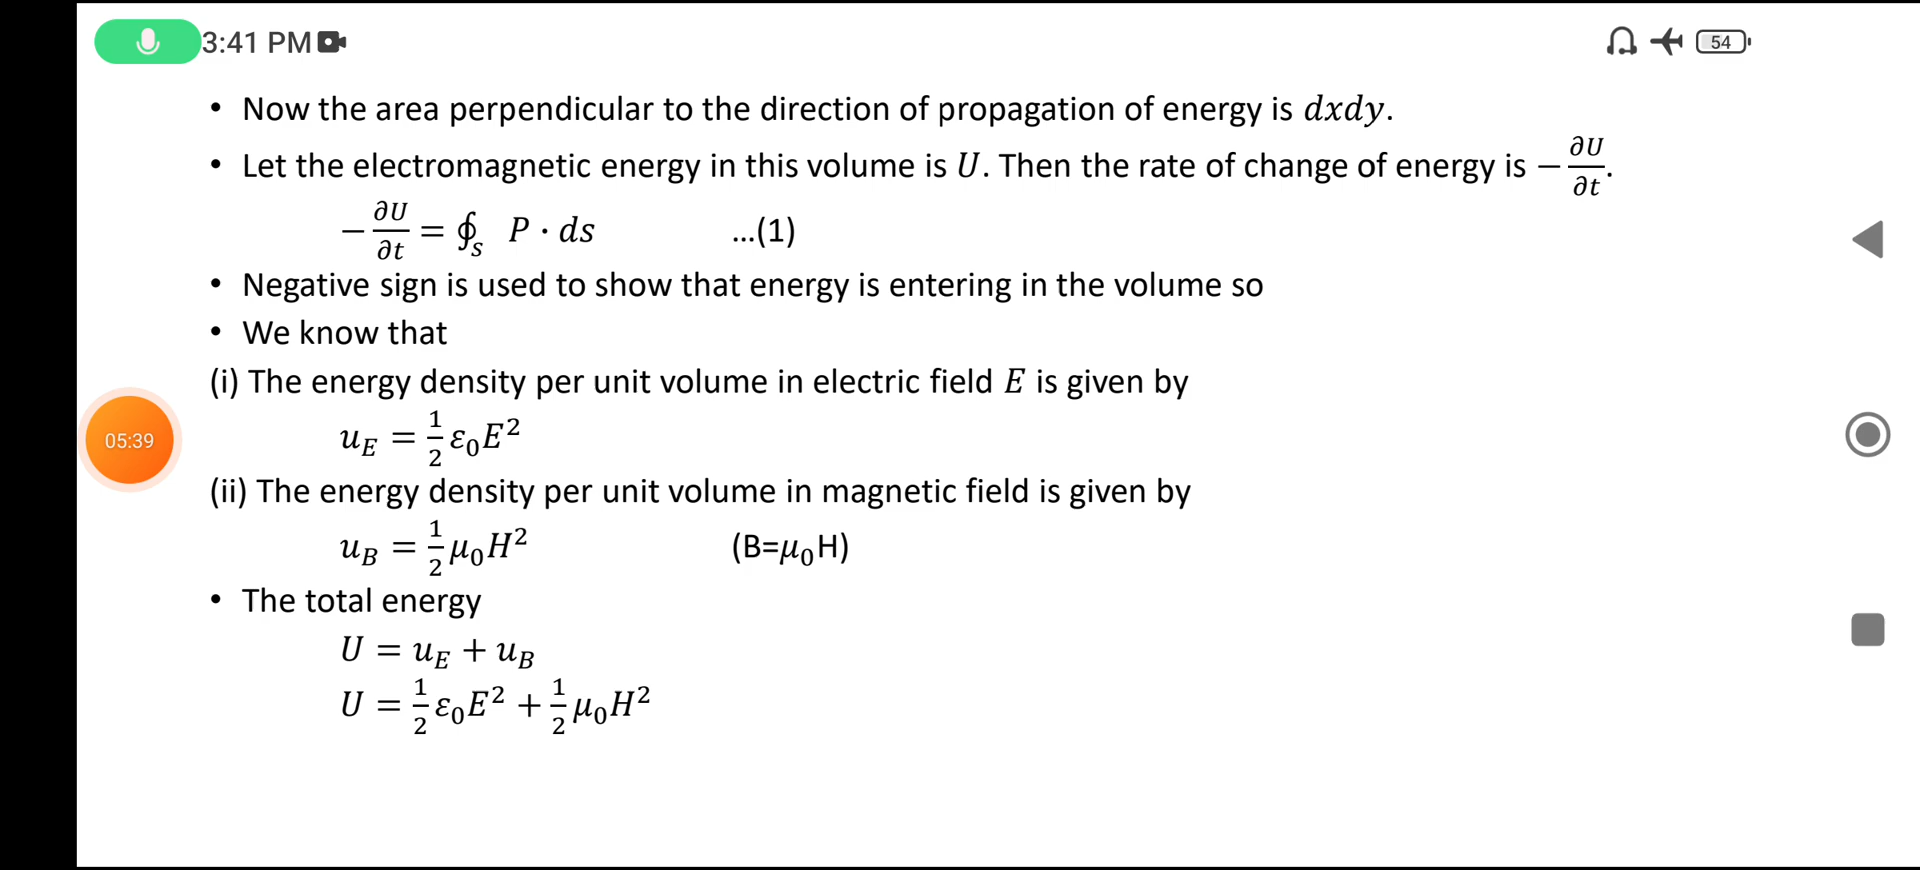 3:41 PM
54
• Now the area perpendicular to the direction of propagation of energy is dxdy.
• Let the electromagnetic energy in this volume is U. Then the rate of change of energy is −∂U/∂t.
−∂U/∂t = ∮_S P · ds ...(1)
• Negative sign is used to show that energy is entering in the volume so
• We know that
(i) The energy density per unit volume in electric field E is given by
u_E = 1/2 ε₀E²
05:39
(ii) The energy density per unit volume in magnetic field is given by
u_B = 1/2 μ₀H² (B=μ₀H)
• The total energy
U = u_E + u_B
U = 1/2 ε₀E² + 1/2 μ₀H²